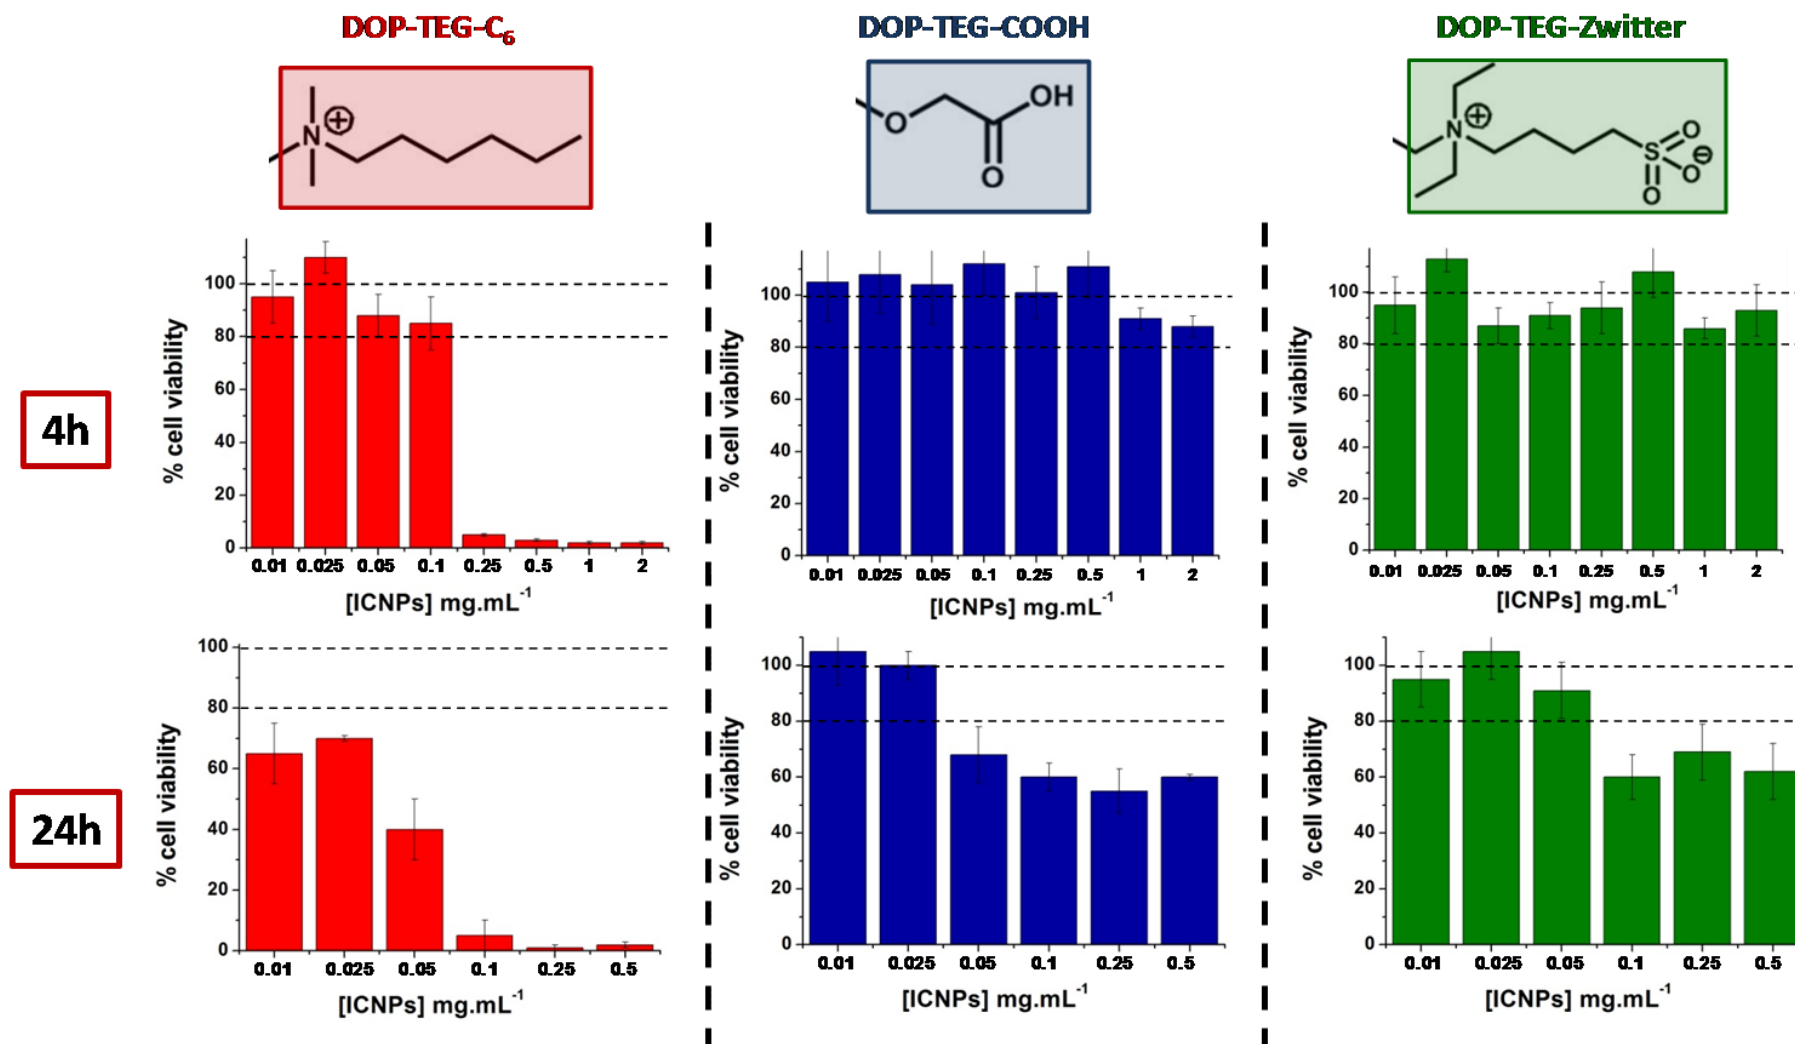 DOP-TEG-C₆
DOP-TEG-COOH
DOP-TEG-Zwitter
N ⊕
O OH O
N ⊕ S O O ⊖ O
4h
% cell viability
100
80
60
40
20
0
0.01 0.025 0.05 0.1 0.25 0.5 1 2
[ICNPs] mg.mL⁻¹
% cell viability
100
80
60
40
20
0
0.01 0.025 0.05 0.1 0.25 0.5 1 2
[ICNPs] mg.mL⁻¹
% cell viability
100
80
60
40
20
0
0.01 0.025 0.05 0.1 0.25 0.5 1 2
[ICNPs] mg.mL⁻¹
24h
% cell viability
100
80
60
40
20
0
0.01 0.025 0.05 0.1 0.25 0.5
[ICNPs] mg.mL⁻¹
% cell viability
100
80
60
40
20
0
0.01 0.025 0.05 0.1 0.25 0.5
[ICNPs] mg.mL⁻¹
% cell viability
100
80
60
40
20
0
0.01 0.025 0.05 0.1 0.25 0.5
[ICNPs] mg.mL⁻¹